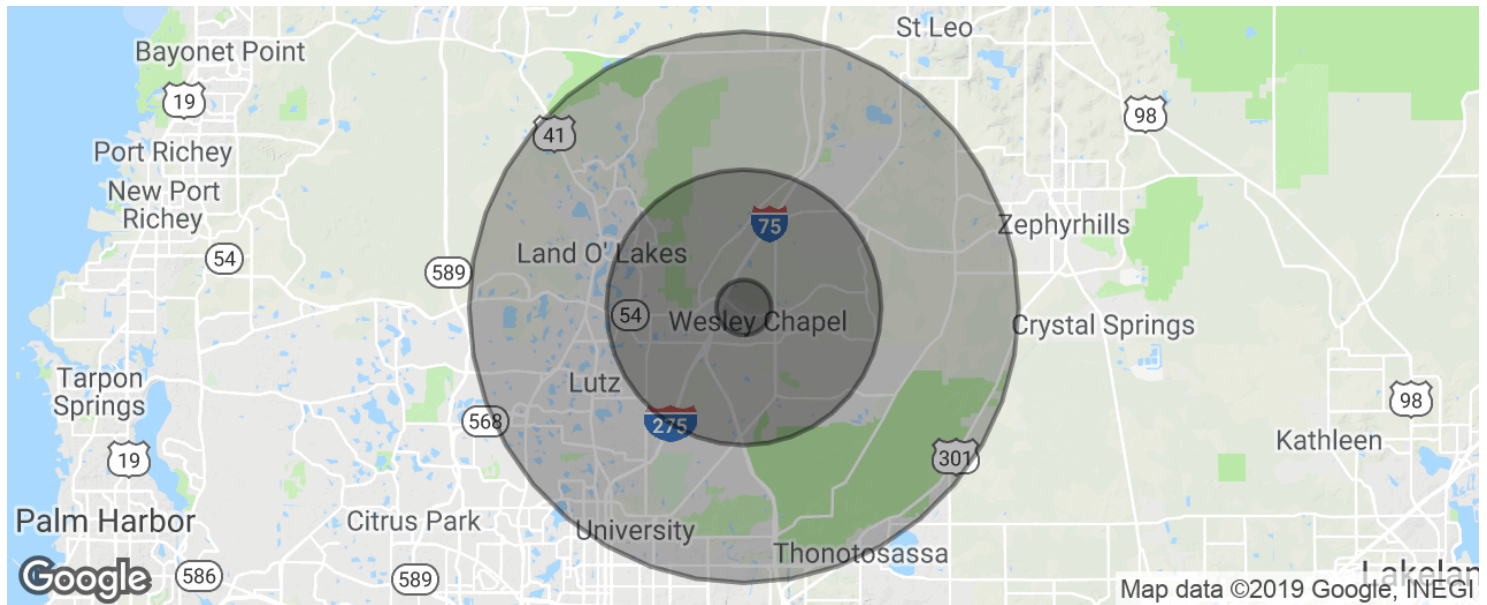 St Leo
Bayonet Point
19
98
41
Port Richey
New Port
Richey
75
Zephyrhills
54
Land O' Lakes
589
54
Wesley Chapel
Crystal Springs
Tarpon
Springs
Lutz
98
568
275
Kathleen
19
301
Palm Harbor
Citrus Park
University
Thonotosassa
Google
586
589
Map data ©2019 Google, INEGI